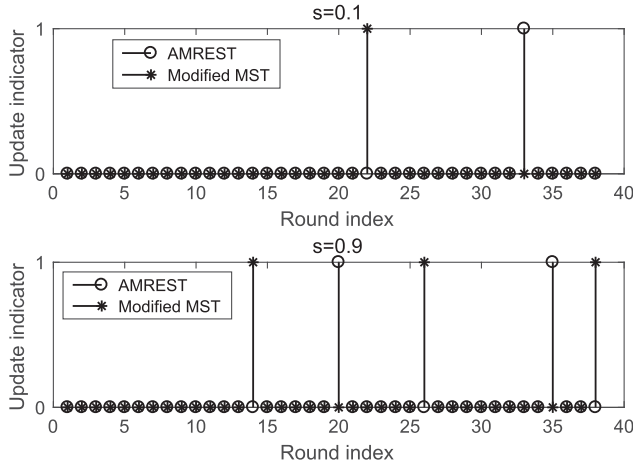 s=0.1
Update indicator
1
0
AMREST
Modified MST
0 5 10 15 20 25 30 35 40
Round index
s=0.9
Update indicator
1
0
AMREST
Modified MST
0 5 10 15 20 25 30 35 40
Round index